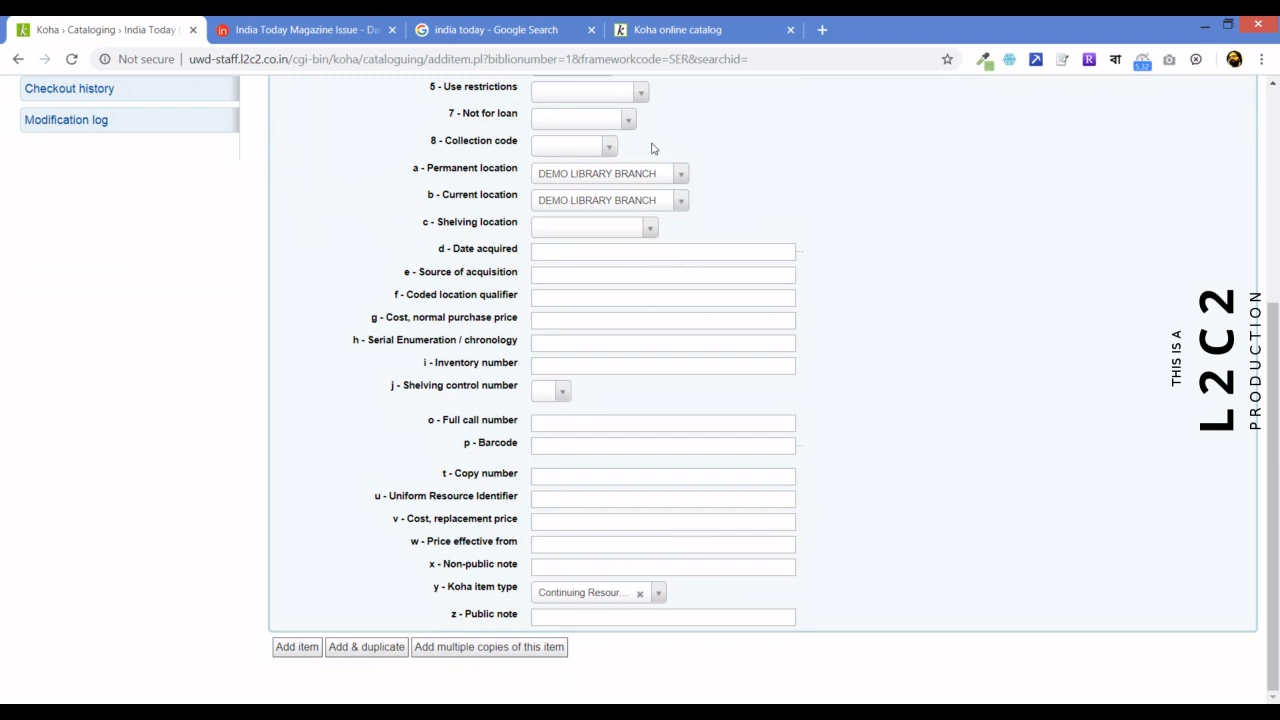 Koha › Cataloging › India Today
India Today Magazine Issue - Da
india today - Google Search
Koha online catalog
Not secure
uwd-staff.l2c2.co.in/cgi-bin/koha/cataloguing/additem.pl?biblionumber=1&frameworkcode=SER&searchid=
R
বা
5.32
Checkout history
Modification log
5 - Use restrictions
7 - Not for loan
8 - Collection code
a - Permanent location
DEMO LIBRARY BRANCH
b - Current location
DEMO LIBRARY BRANCH
c - Shelving location
d - Date acquired
...
e - Source of acquisition
f - Coded location qualifier
g - Cost, normal purchase price
h - Serial Enumeration / chronology
i - Inventory number
j - Shelving control number
o - Full call number
p - Barcode
...
t - Copy number
u - Uniform Resource Identifier
v - Cost, replacement price
w - Price effective from
x - Non-public note
y - Koha item type
Continuing Resour...
z - Public note
Add item
Add & duplicate
Add multiple copies of this item
THIS IS A
L2C2
PRODUCTION